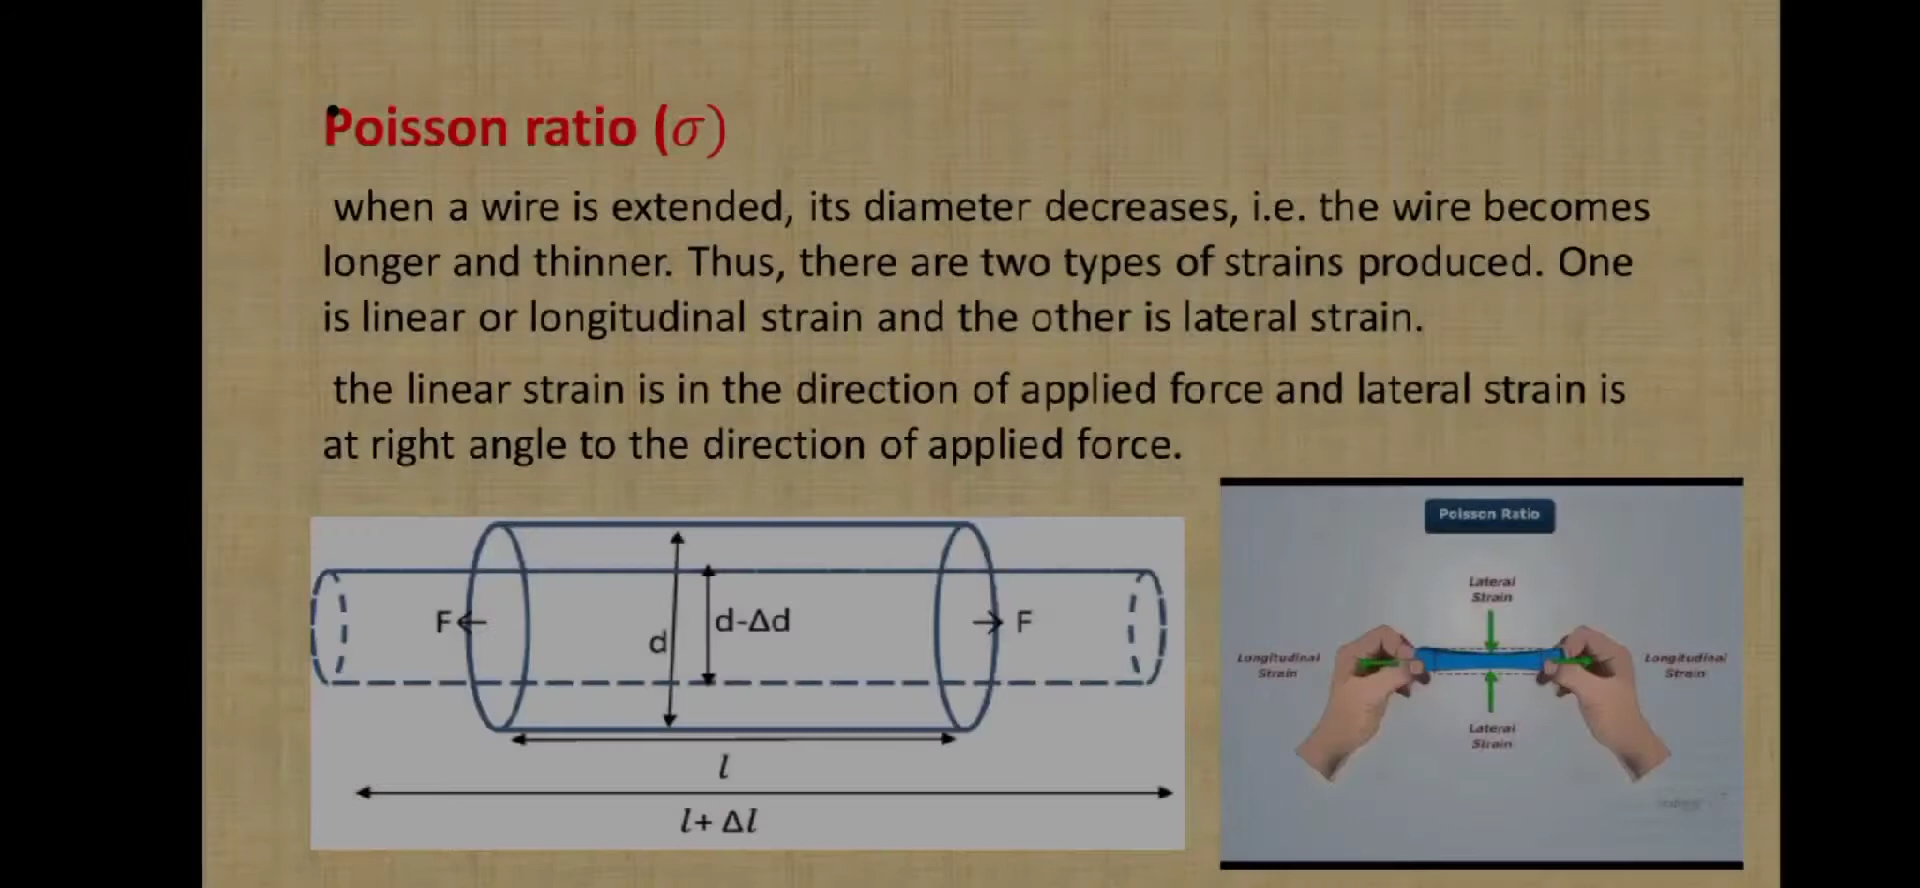 Poisson ratio (σ)
when a wire is extended, its diameter decreases, i.e. the wire becomes
longer and thinner. Thus, there are two types of strains produced. One
is linear or longitudinal strain and the other is lateral strain.
the linear strain is in the direction of applied force and lateral strain is
at right angle to the direction of applied force.
F
d
d-Δd
F
l
l+ Δl
Poisson Ratio
Lateral
Strain
Longitudinal
Strain
Longitudinal
Strain
Lateral
Strain